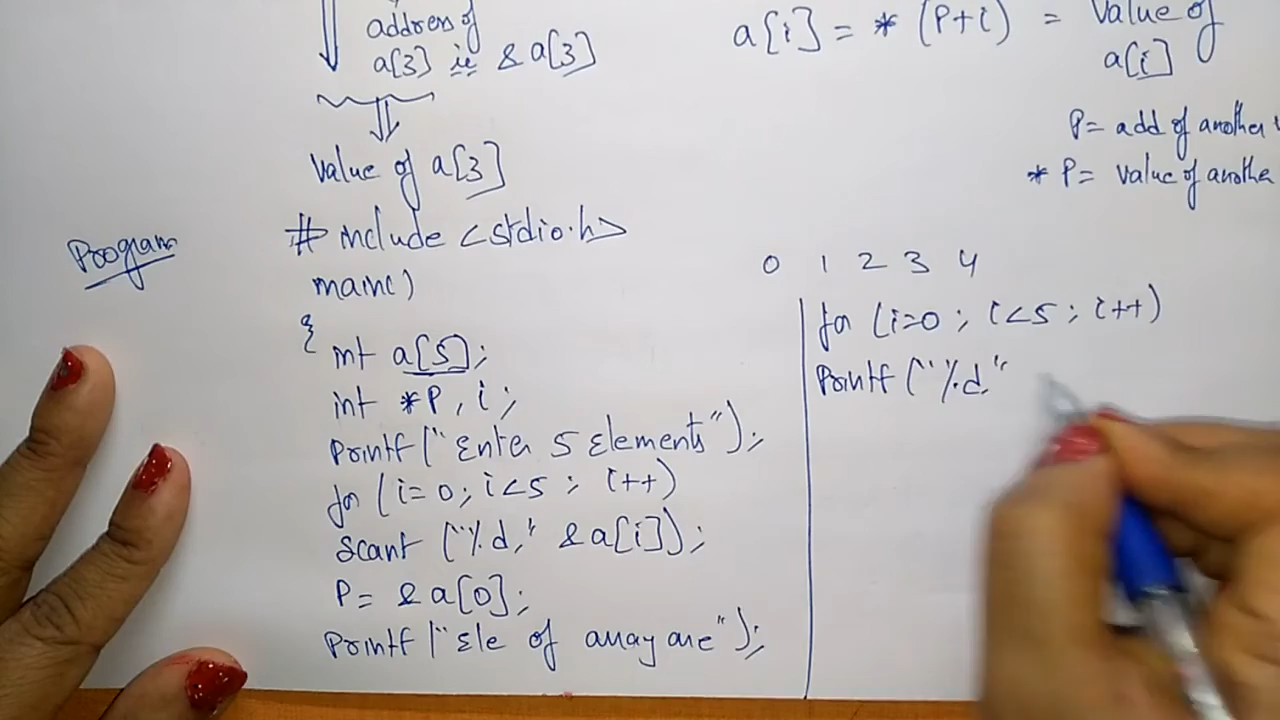 address of
a[3] ie & a[3]
Value of a[3]
a[i] = * (P+i) = Value of
a[i]
P= add of another
* P= Value of another
Program
# include <stdio.h>
main()
{
int a[5];
int *P, i;
Printf("Enter 5 Elements");
for (i=0; i<5; i++)
Scanf ("%d," &a[i]);
P= &a[0];
Printf("Ele of array are");
0 1 2 3 4
for (i=0; i<5; i++)
Printf ("%d,"